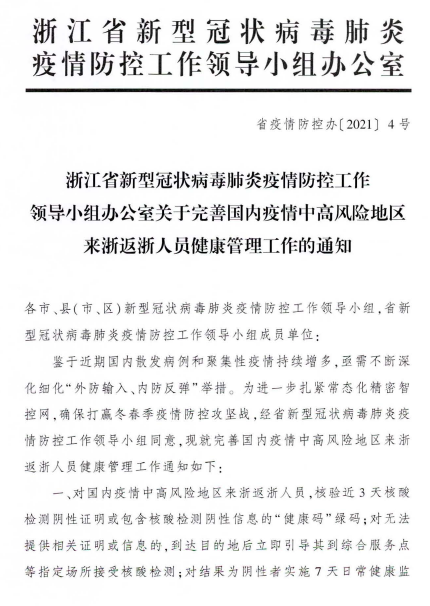 浙江省新型冠状病毒肺炎
疫情防控工作领导小组办公室
省疫情防控办〔2021〕4号
浙江省新型冠状病毒肺炎疫情防控工作
领导小组办公室关于完善国内疫情中高风险地区
来浙返浙人员健康管理工作的通知
各市、县(市、区)新型冠状病毒肺炎疫情防控工作领导小组,省新
型冠状病毒肺炎疫情防控工作领导小组成员单位:
鉴于近期国内散发病例和聚集性疫情持续增多,亟需不断深
化细化“外防输入、内防反弹”举措。为进一步扎紧常态化精密智
控网,确保打赢冬春季疫情防控攻坚战,经省新型冠状病毒肺炎疫
情防控工作领导小组同意,现就完善国内疫情中高风险地区来浙
返浙人员健康管理工作通知如下:
一、对国内疫情中高风险地区来浙返浙人员,核验近3天核酸
检测阴性证明或包含核酸检测阴性信息的“健康码”绿码;对无法
提供相关证明或信息的,到达目的地后立即引导其到综合服务点
等指定场所接受核酸检测;对结果为阴性者实施7天日常健康监